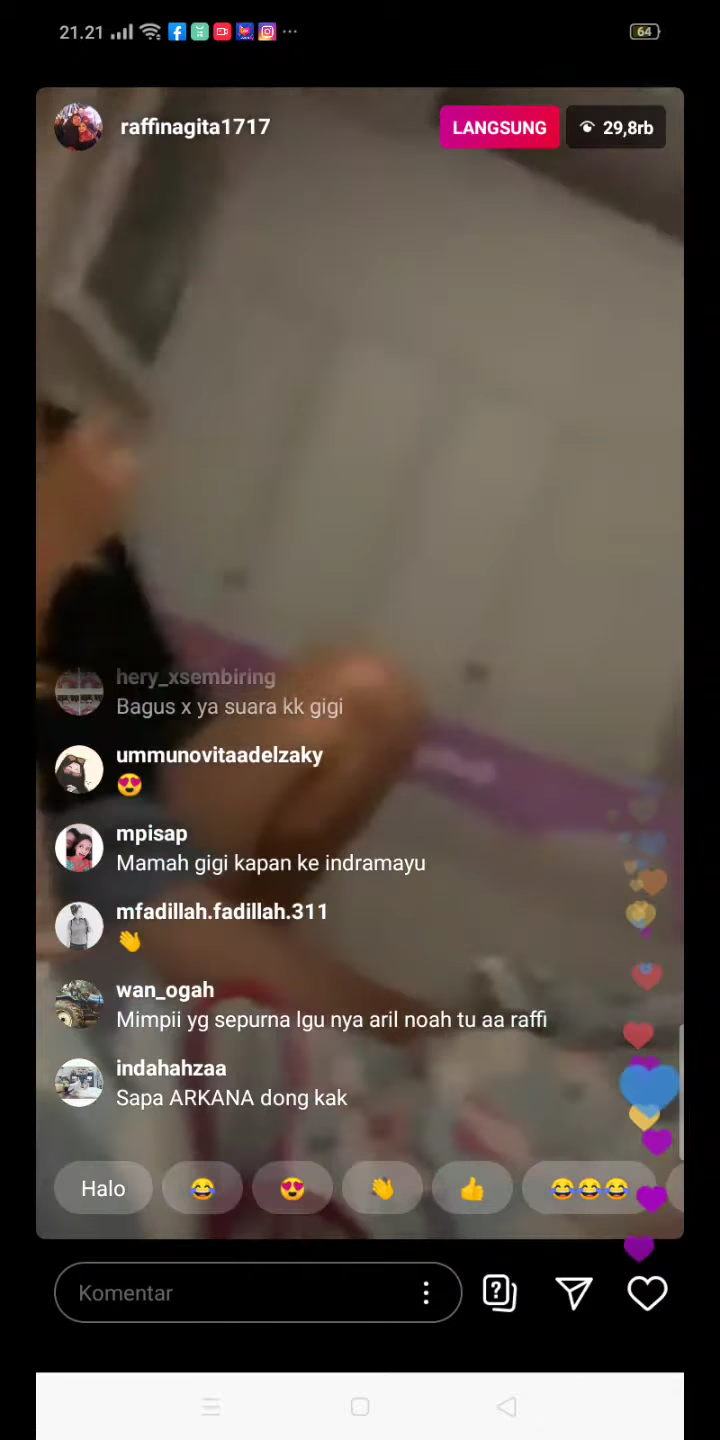 21.21
64
raffinagita1717
LANGSUNG
29,8rb
hery_xsembiring
Bagus x ya suara kk gigi
ummunovitaadelzaky
😍
mpisap
Mamah gigi kapan ke indramayu
mfadillah.fadillah.311
👋
wan_ogah
Mimpii yg sepurna lgu nya aril noah tu aa raffi
indahahzaa
Sapa ARKANA dong kak
Halo 😂 😍 👋 👍 😂😂😂
Komentar